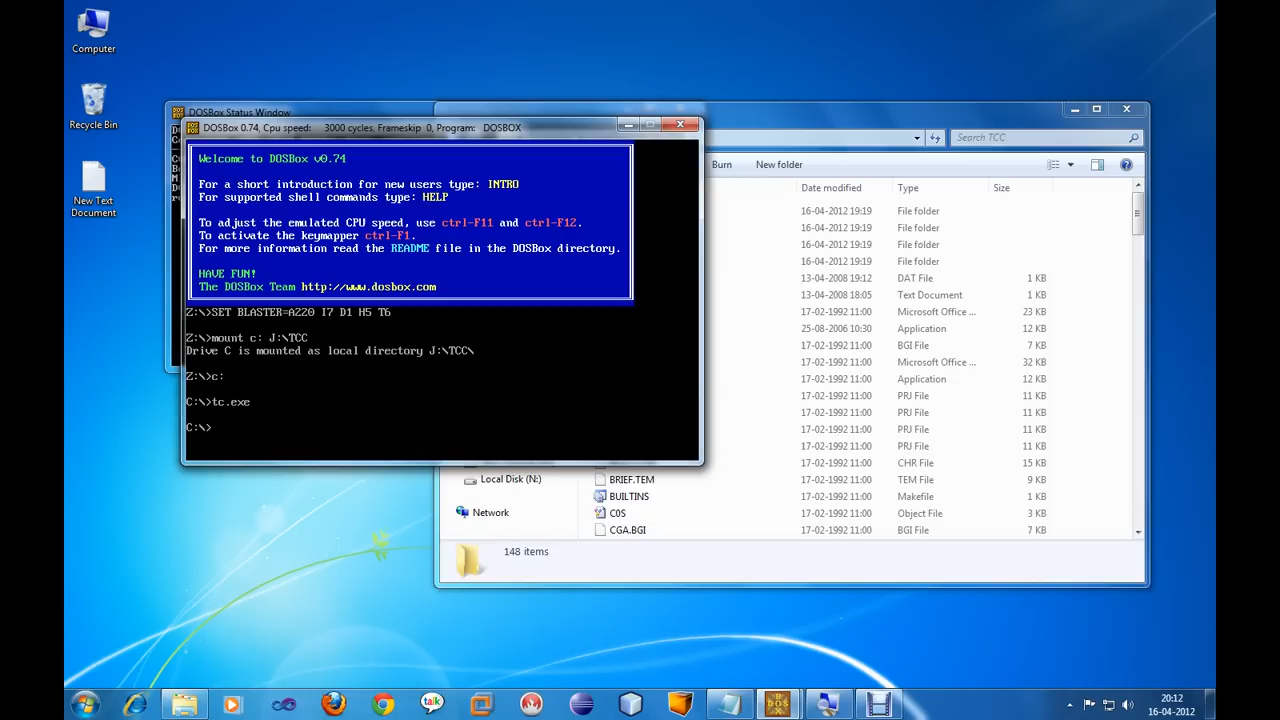 Computer
Recycle Bin
New Text
Document
DOSBox Status Window
DOSBox 0.74, Cpu speed: 3000 cycles, Frameskip 0, Program: DOSBOX
Welcome to DOSBox v0.74
For a short introduction for new users type: INTRO
For supported shell commands type: HELP
To adjust the emulated CPU speed, use ctrl-F11 and ctrl-F12.
To activate the keymapper ctrl-F1.
For more information read the README file in the DOSBox directory.
HAVE FUN!
The DOSBox Team http://www.dosbox.com
Z:\>SET BLASTER=A220 I7 D1 H5 T6
Z:\>mount c: J:\TCC
Drive C is mounted as local directory J:\TCC\
Z:\>c:
C:\>tc.exe
C:\>
Search TCC
Burn New folder
Date modified Type Size
16-04-2012 19:19 File folder
16-04-2012 19:19 File folder
16-04-2012 19:19 File folder
16-04-2012 19:19 File folder
13-04-2008 19:12 DAT File 1 KB
13-04-2008 18:05 Text Document 1 KB
17-02-1992 11:00 Microsoft Office ... 23 KB
25-08-2006 10:30 Application 22 KB
17-02-1992 11:00 BGI File 7 KB
17-02-1992 11:00 Microsoft Office ... 32 KB
17-02-1992 11:00 Application 22 KB
17-02-1992 11:00 PRJ File 11 KB
17-02-1992 11:00 PRJ File 11 KB
17-02-1992 11:00 PRJ File 11 KB
17-02-1992 11:00 PRJ File 11 KB
17-02-1992 11:00 CHR File 15 KB
Local Disk (N:)
BRIEF.TEM 17-02-1992 11:00 TEM File 9 KB
BUILTINS 17-02-1992 11:00 Makefile 1 KB
Network
C0S 17-02-1992 11:00 Object File 3 KB
CGA.BGI 17-02-1992 11:00 BGI File 7 KB
148 items
talk
20:12
16-04-2012